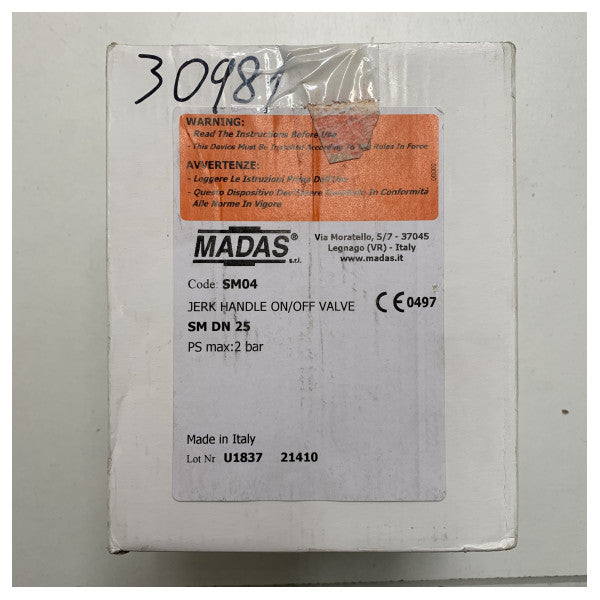 30981
WARNING:
- Read The Instructions Before Use
- This Device Must Be Installed According To The Rules In Force
AVVERTENZE:
- Leggere Le Istruzioni Prima Dell'Uso
- Questo Dispositivo Dev'Essere In Conformità
Alle Norme In Vigore
MADAS® s.r.l.
Via Moratello, 5/7 - 37045
Legnago (VR) - Italy
www.madas.it
Code: SM04
JERK HANDLE ON/OFF VALVE
CE 0497
SM DN 25
PS max:2 bar
Made in Italy
Lot Nr U1837 21410